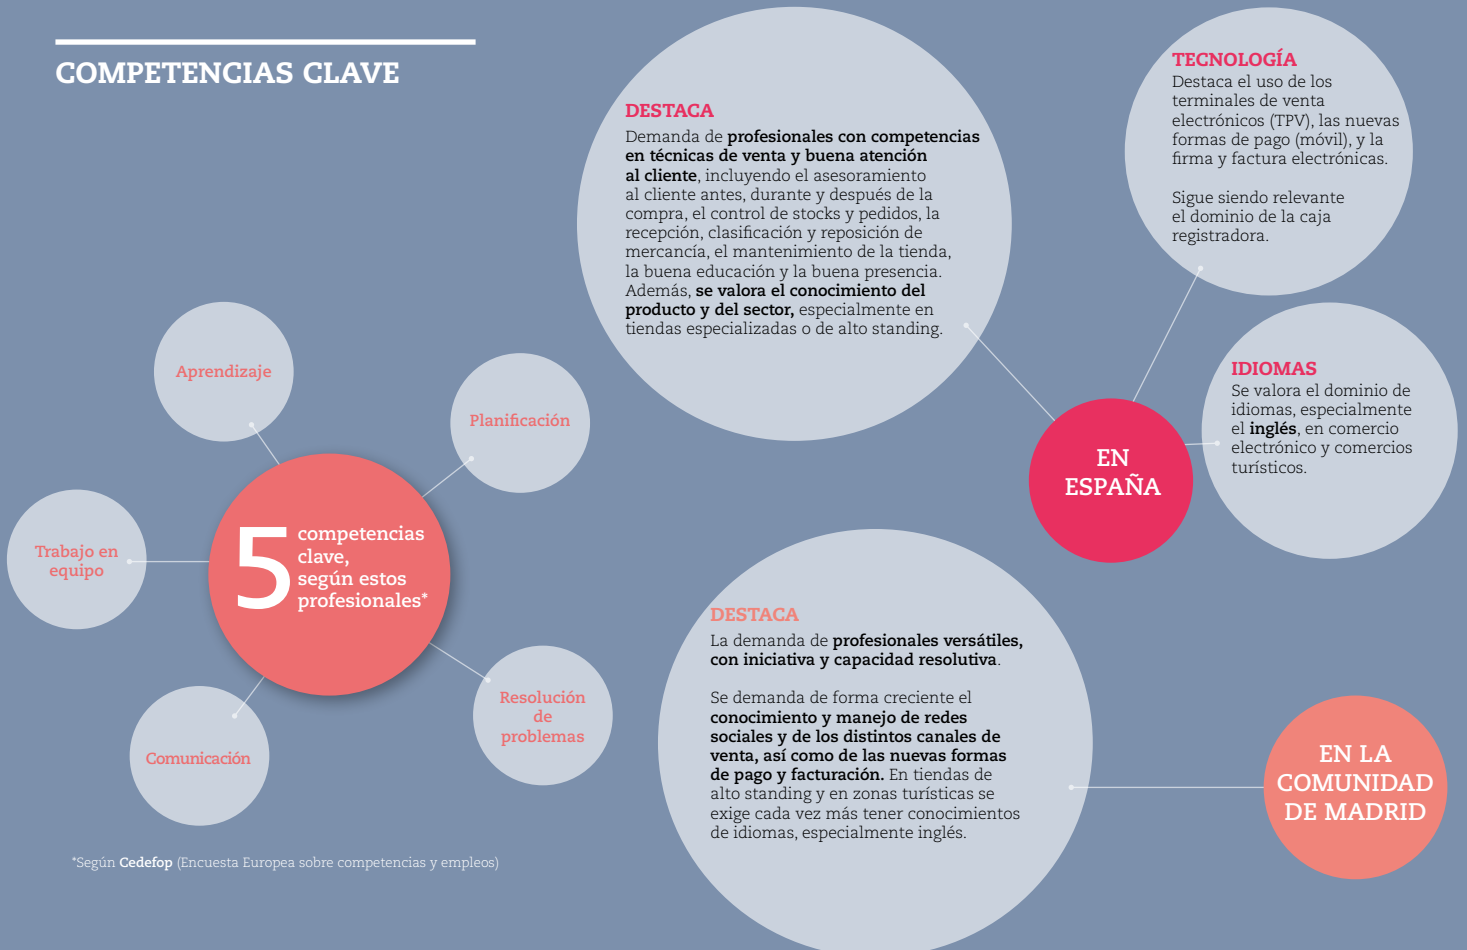 COMPETENCIAS CLAVE
Aprendizaje
Planificación
Trabajo en
equipo
5
competencias
clave,
según estos
profesionales*
Resolución
de
problemas
Comunicación
*Según Cedefop (Encuesta Europea sobre competencias y empleos)
DESTACA
Demanda de profesionales con competencias
en técnicas de venta y buena atención
al cliente, incluyendo el asesoramiento
al cliente antes, durante y después de la
compra, el control de stocks y pedidos, la
recepción, clasificación y reposición de
mercancía, el mantenimiento de la tienda,
la buena educación y la buena presencia.
Además, se valora el conocimiento del
producto y del sector, especialmente en
tiendas especializadas o de alto standing.
TECNOLOGÍA
Destaca el uso de los
terminales de venta
electrónicos (TPV), las nuevas
formas de pago (móvil), y la
firma y factura electrónicas.
Sigue siendo relevante
el dominio de la caja
registradora.
IDIOMAS
Se valora el dominio de
idiomas, especialmente
el inglés, en comercio
electrónico y comercios
turísticos.
EN
ESPAÑA
DESTACA
La demanda de profesionales versátiles,
con iniciativa y capacidad resolutiva.
Se demanda de forma creciente el
conocimiento y manejo de redes
sociales y de los distintos canales de
venta, así como de las nuevas formas
de pago y facturación. En tiendas de
alto standing y en zonas turísticas se
exige cada vez más tener conocimientos
de idiomas, especialmente inglés.
EN LA
COMUNIDAD
DE MADRID